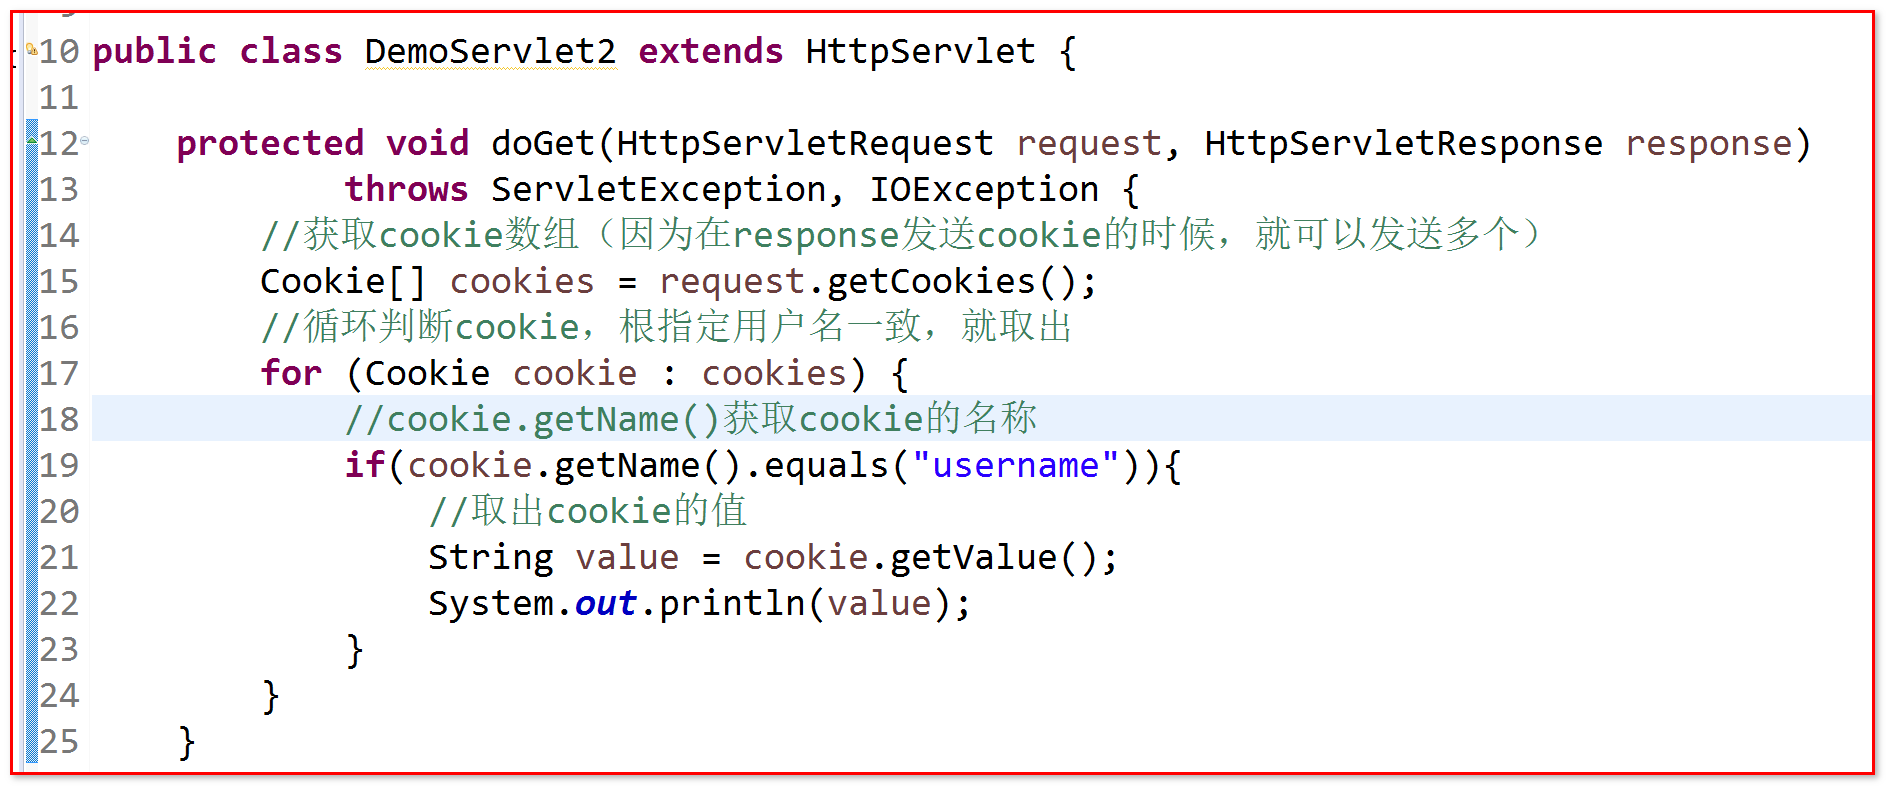 10 public class DemoServlet2 extends HttpServlet {
11
12     protected void doGet(HttpServletRequest request, HttpServletResponse response)
13             throws ServletException, IOException {
14         //获取cookie数组（因为在response发送cookie的时候，就可以发送多个）
15         Cookie[] cookies = request.getCookies();
16         //循环判断cookie，根指定用户名一致，就取出
17         for (Cookie cookie : cookies) {
18             //cookie.getName()获取cookie的名称
19             if(cookie.getName().equals("username")){
20                 //取出cookie的值
21                 String value = cookie.getValue();
22                 System.out.println(value);
23             }
24         }
25     }